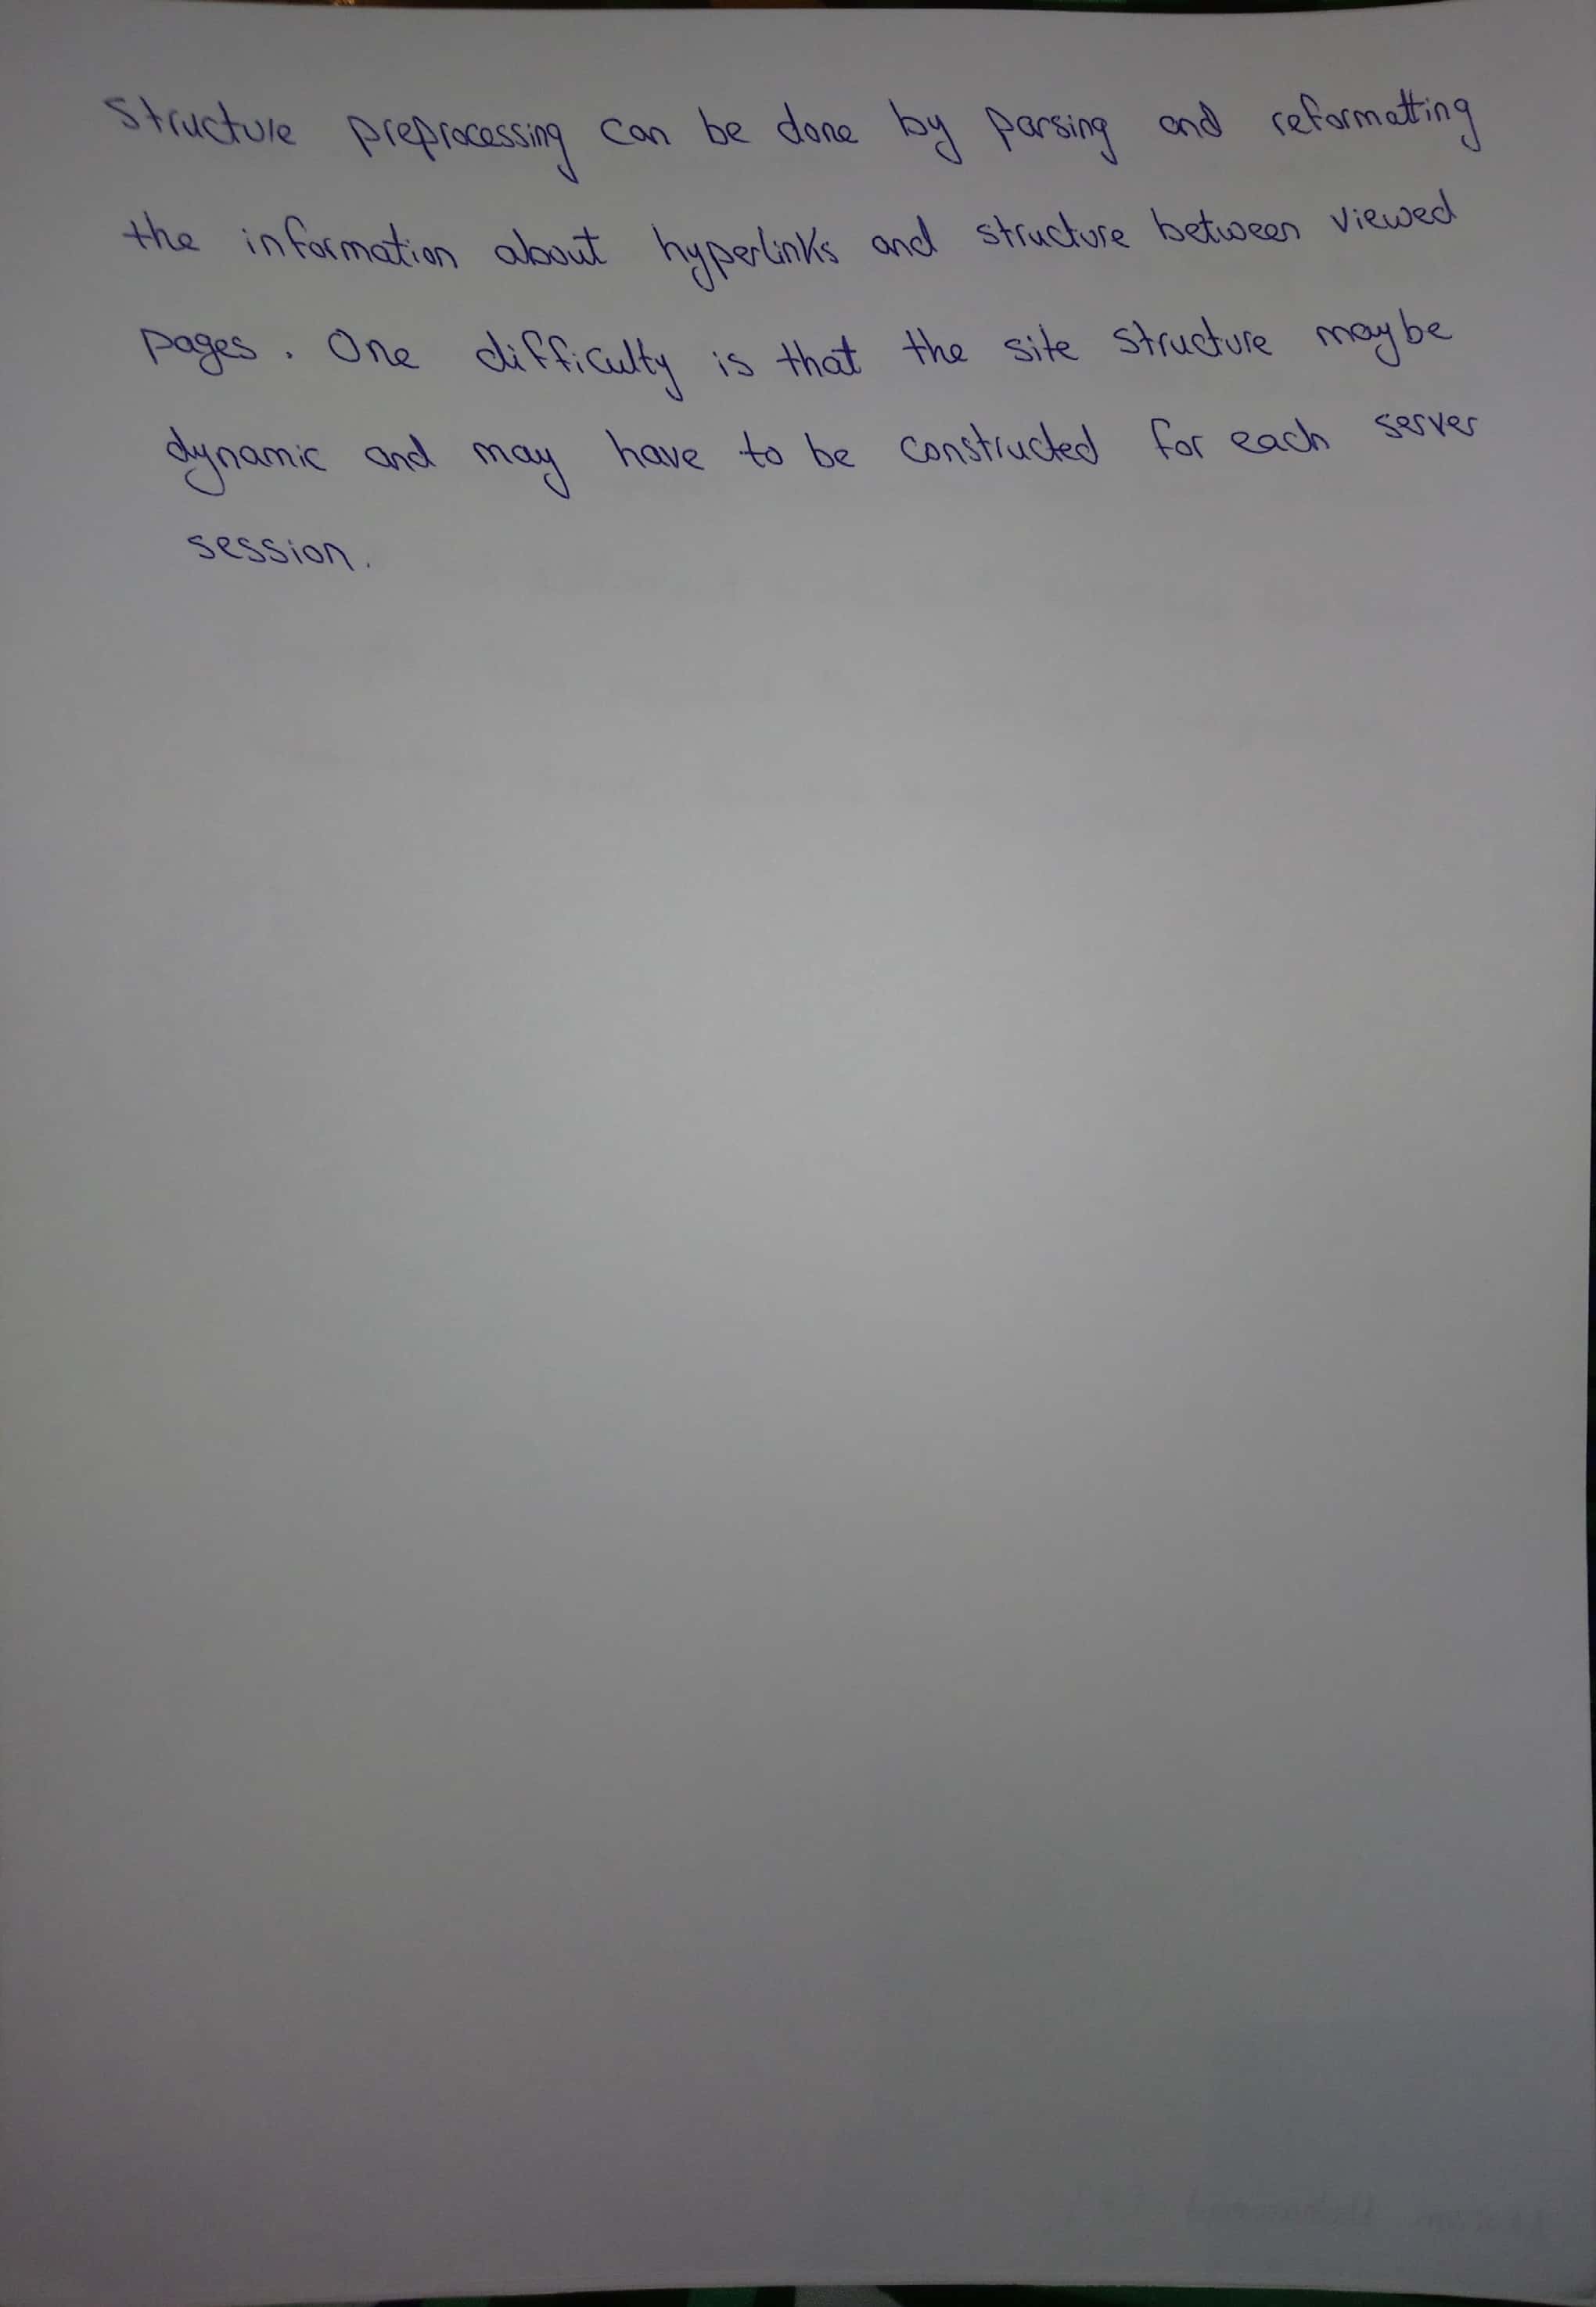 Structure preprocessing can be done by parsing and reformatting
the information about hyperlinks and structure between viewed
pages. One difficulty is that the site structure maybe
dynamic and may have to be constructed for each server
session.